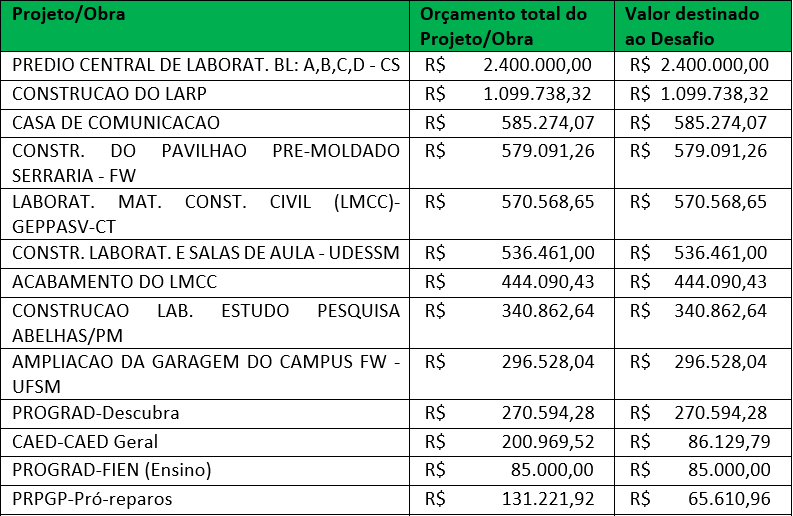 Projeto/Obra Orçamento total do Projeto/Obra Valor destinado ao Desafio
PREDIO CENTRAL DE LABORAT. BL: A,B,C,D - CS R$ 2.400.000,00 R$ 2.400.000,00
CONSTRUCAO DO LARP R$ 1.099.738,32 R$ 1.099.738,32
CASA DE COMUNICACAO R$ 585.274,07 R$ 585.274,07
CONSTR. DO PAVILHAO PRE-MOLDADO R$ 579.091,26 R$ 579.091,26
SERRARIA - FW
LABORAT. MAT. CONST. CIVIL (LMCC)- R$ 570.568,65 R$ 570.568,65
GEPPASV-CT
CONSTR. LABORAT. E SALAS DE AULA - UDESSM R$ 536.461,00 R$ 536.461,00
ACABAMENTO DO LMCC R$ 444.090,43 R$ 444.090,43
CONSTRUCAO LAB. ESTUDO PESQUISA R$ 340.862,64 R$ 340.862,64
ABELHAS/PM
AMPLIACAO DA GARAGEM DO CAMPUS FW - R$ 296.528,04 R$ 296.528,04
UFSM
PROGRAD-Descubra R$ 270.594,28 R$ 270.594,28
CAED-CAED Geral R$ 200.969,52 R$ 86.129,79
PROGRAD-FIEN (Ensino) R$ 85.000,00 R$ 85.000,00
PRPGP-Pró-reparos R$ 131.221,92 R$ 65.610,96